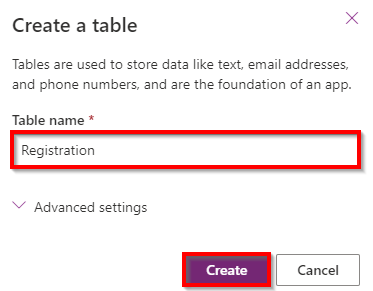 Create a table
Tables are used to store data like text, email addresses,
and phone numbers, and are the foundation of an app.
Table name *
Registration
Advanced settings
Create Cancel